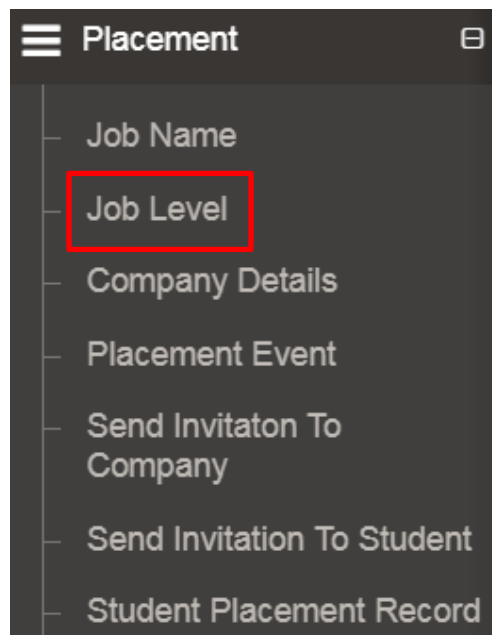 Placement
Job Name
Job Level
Company Details
Placement Event
Send Invitaton To
Company
Send Invitation To Student
Student Placement Record